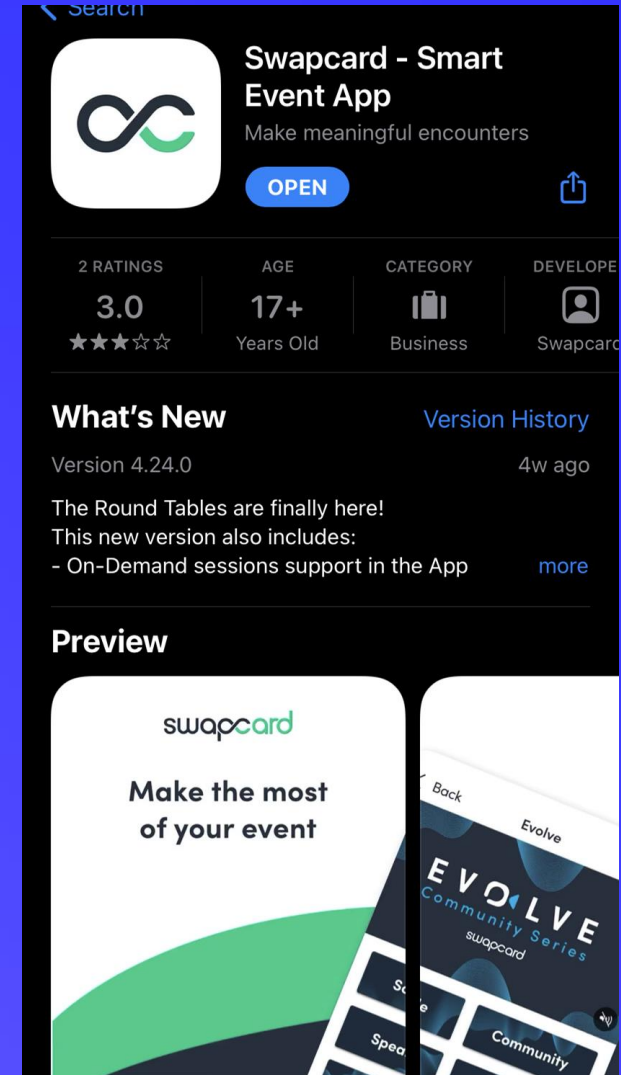 Search
Swapcard - Smart
Event App
Make meaningful encounters
OPEN
2 RATINGS
3.0
AGE
17+
Years Old
CATEGORY
Business
DEVELOPE
Swapcard
What's New
Version History
Version 4.24.0
4w ago
The Round Tables are finally here!
This new version also includes:
- On-Demand sessions support in the App
more
Preview
swapcard
Make the most
of your event
Back
Evolve
EVOLVE
Community Series
swapcard
Community
Spea